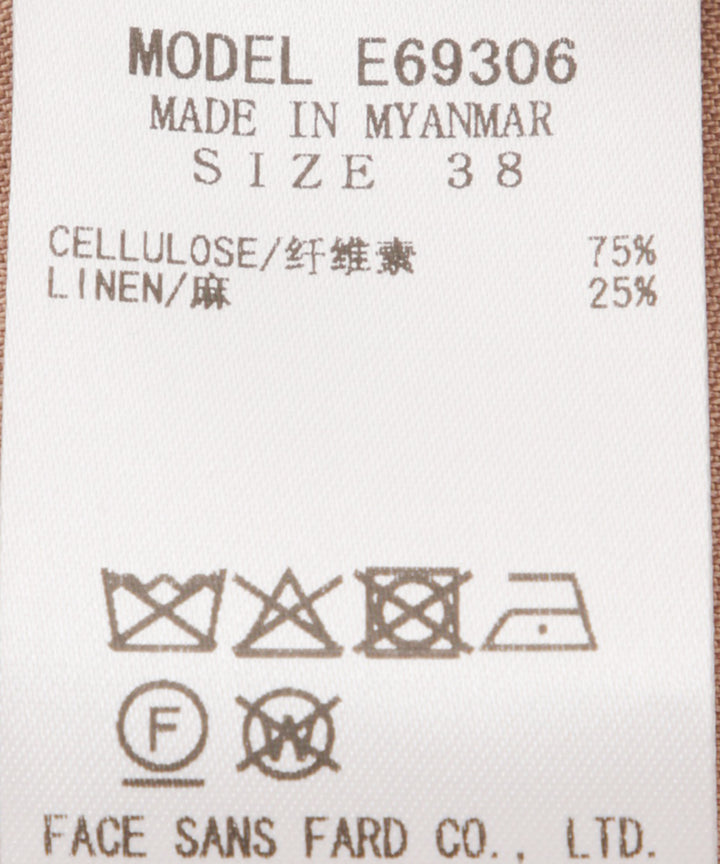 MODEL E69306
MADE IN MYANMAR
SIZE 38
CELLULOSE/纤维素 75%
LINEN/麻 25%
F W
FACE SANS FARD CO., LTD.